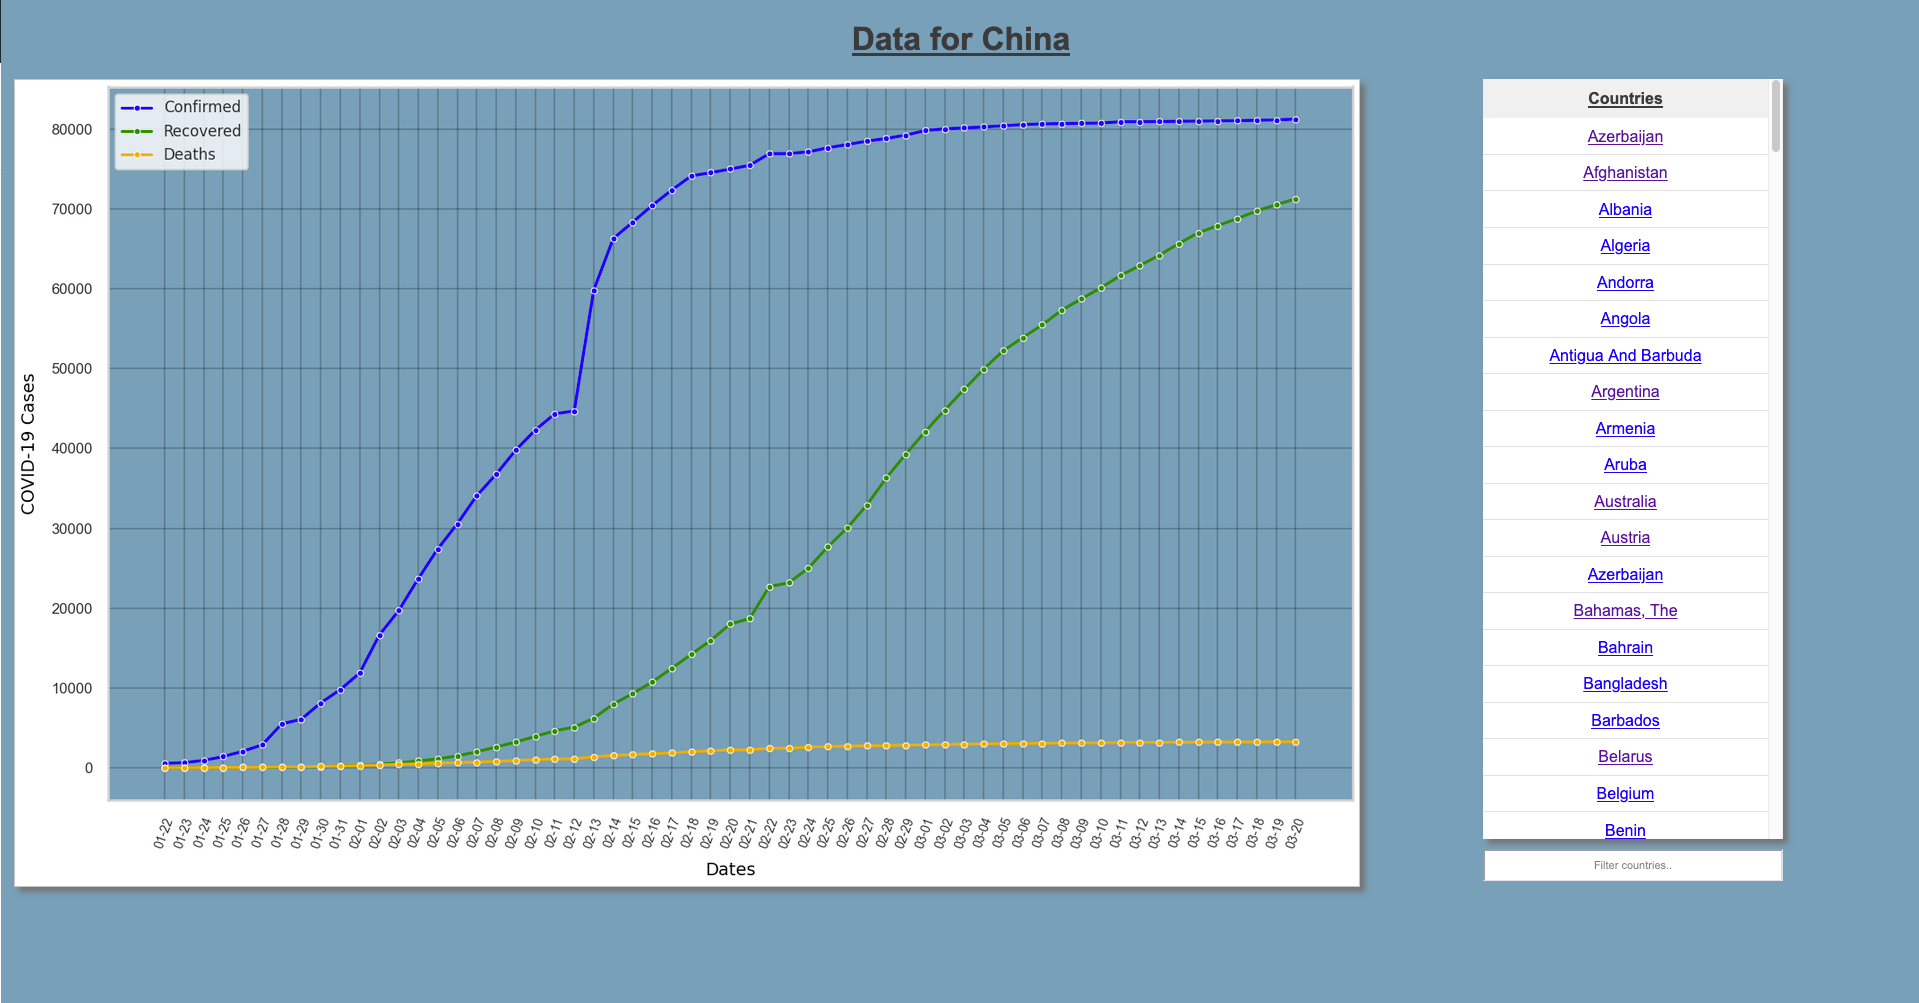 Data for China
Confirmed
Recovered
Deaths
80000
70000
60000
50000
40000
30000
20000
10000
0
COVID-19 Cases
01-22 01-23 01-24 01-25 01-26 01-27 01-28 01-29 01-30 01-31 02-01 02-02 02-03 02-04 02-05 02-06 02-07 02-08 02-09 02-10 02-11 02-12 02-13 02-14 02-15 02-16 02-17 02-18 02-19 02-20 02-21 02-22 02-23 02-24 02-25 02-26 02-27 02-28 02-29 03-01 03-02 03-03 03-04 03-05 03-06 03-07 03-08 03-09 03-10 03-11 03-12 03-13 03-14 03-15 03-16 03-17 03-18 03-19 03-20
Dates
Countries
Azerbaijan
Afghanistan
Albania
Algeria
Andorra
Angola
Antigua And Barbuda
Argentina
Armenia
Aruba
Australia
Austria
Azerbaijan
Bahamas, The
Bahrain
Bangladesh
Barbados
Belarus
Belgium
Benin
Filter countries..